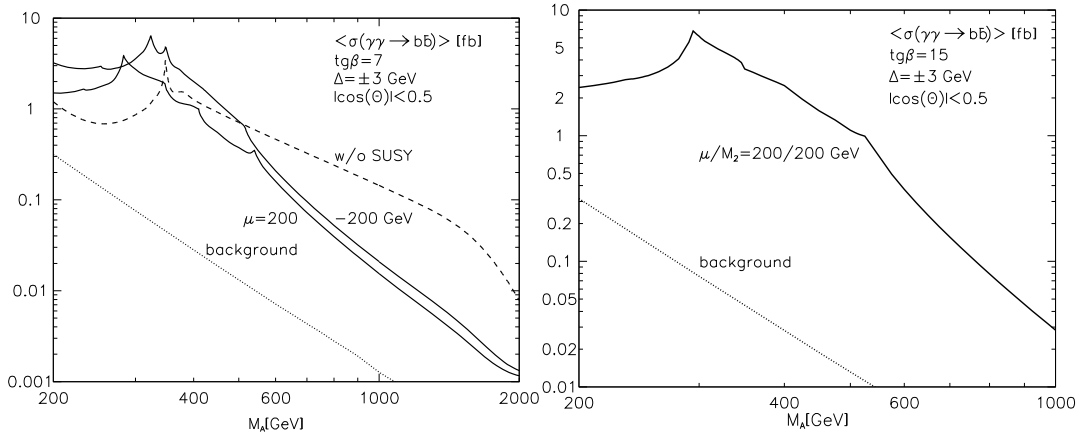 10
1
0.1
0.01
0.001
<σ(γγ→bb̄)> [fb]
tgβ=7
Δ=±3 GeV
|cos(Θ)|<0.5
w/o SUSY
μ=200
−200 GeV
background
200
400
600
1000
2000
M_A[GeV]
10
5
2
1
0.5
0.2
0.1
0.05
0.02
0.01
<σ(γγ→bb̄)> [fb]
tgβ=15
Δ=±3 GeV
|cos(Θ)|<0.5
μ/M₂=200/200 GeV
background
200
400
600
800
1000
M_A[GeV]